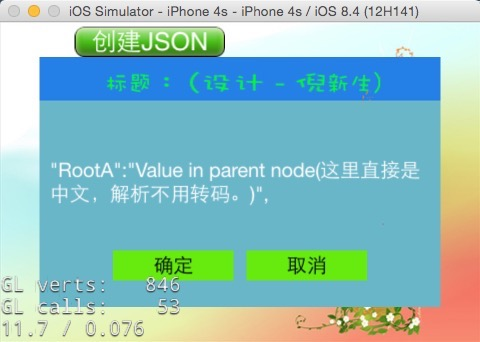 iOS Simulator - iPhone 4s - iPhone 4s / iOS 8.4 (12H141)
创建JSON
标题：(设计 - 倪新生)
"RootA":"Value in parent node(这里直接是
中文，解析不用转码。)",
确定 取消
GL verts: 846
GL calls: 53
11.7 / 0.076